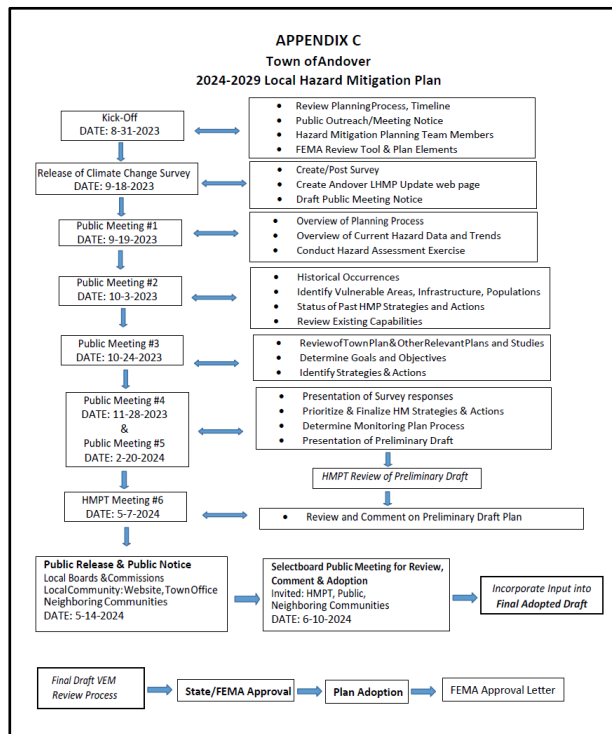 APPENDIX C
Town ofAndover
2024-2029 Local Hazard Mitigation Plan
Kick-Off
DATE: 8-31-2023
• Review Planning Process, Timeline
• Public Outreach/Meeting Notice
• Hazard Mitigation Planning Team Members
• FEMA Review Tool & Plan Elements
Release of Climate Change Survey
DATE: 9-18-2023
• Create/Post Survey
• Create Andover LHMP Update web page
• Draft Public Meeting Notice
Public Meeting #1
DATE: 9-19-2023
• Overview of Planning Process
• Overview of Current Hazard Data and Trends
• Conduct Hazard Assessment Exercise
Public Meeting #2
DATE: 10-3-2023
• Historical Occurrences
• Identify Vulnerable Areas, Infrastructure, Populations
• Status of Past HMP Strategies and Actions
• Review Existing Capabilities
Public Meeting #3
DATE: 10-24-2023
• Review of Town Plan & Other Relevant Plans and Studies
• Determine Goals and Objectives
• Identify Strategies & Actions
Public Meeting #4
DATE: 11-28-2023
&
Public Meeting #5
DATE: 2-20-2024
• Presentation of Survey responses
• Prioritize & Finalize HM Strategies & Actions
• Determine Monitoring Plan Process
• Presentation of Preliminary Draft
HMPT Review of Preliminary Draft
HMPT Meeting #6
DATE: 5-7-2024
• Review and Comment on Preliminary Draft Plan
Public Release & Public Notice
Local Boards & Commissions
Local Community: Website, Town Office
Neighboring Communities
DATE: 5-14-2024
Selectboard Public Meeting for Review,
Comment & Adoption
Invited: HMPT, Public,
Neighboring Communities
DATE: 6-10-2024
Incorporate Input into
Final Adopted Draft
Final Draft VEM
Review Process
State/FEMA Approval
Plan Adoption
FEMA Approval Letter